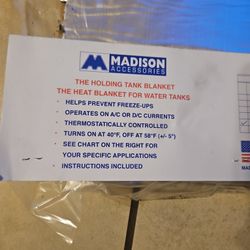 MADISON
ACCESSORIES
THE HOLDING TANK BLANKET
THE HEAT BLANKET FOR WATER TANKS
- HELPS PREVENT FREEZE-UPS
- OPERATES ON A/C OR D/C CURRENTS
- THERMOSTATICALLY CONTROLLED
- TURNS ON AT 40°F, OFF AT 58°F (+/- 5°)
- SEE CHART ON THE RIGHT FOR
YOUR SPECIFIC APPLICATIONS
- INSTRUCTIONS INCLUDED